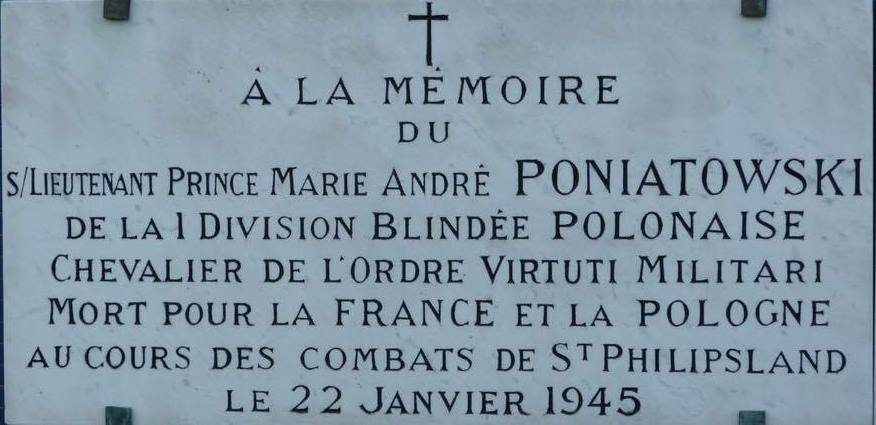 À LA MÉMOIRE
DU
S/LIEUTENANT PRINCE MARIE ANDRÉ PONIATOWSKI
DE LA 1 DIVISION BLINDÉE POLONAISE
CHEVALIER DE L'ORDRE VIRTUTI MILITARI
MORT POUR LA FRANCE ET LA POLOGNE
AU COURS DES COMBATS DE ST PHILIPSLAND
LE 22 JANVIER 1945